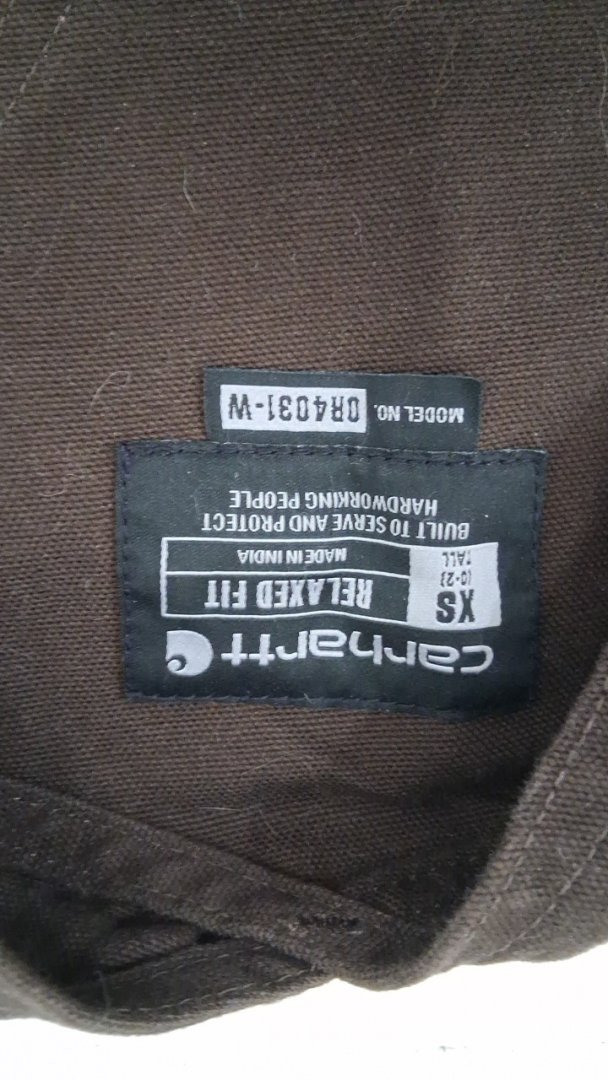 carhartt
XS
(0-2)
TALL
RELAXED FIT
MADE IN INDIA
BUILT TO SERVE AND PROTECT
HARDWORKING PEOPLE
MODEL NO. OR4031-W